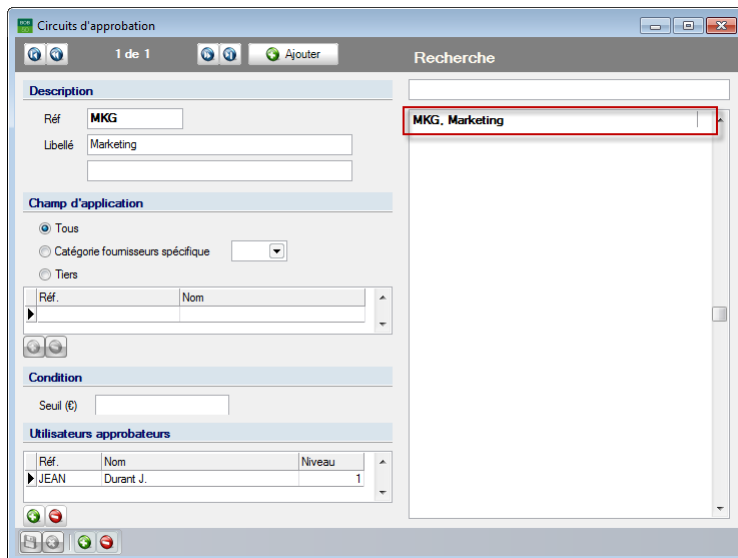 Circuits d'approbation
1 de 1
Ajouter
Recherche
Description
Réf MKG
Libellé Marketing
MKG, Marketing
Champ d'application
Tous
Catégorie fournisseurs spécifique
Tiers
Réf. Nom
Condition
Seuil (€)
Utilisateurs approbateurs
Réf. Nom Niveau
JEAN Durant J. 1